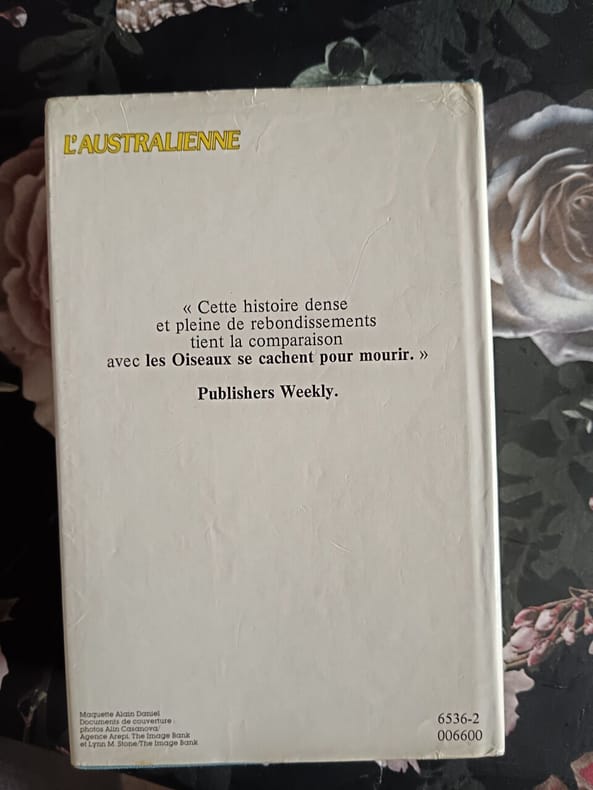 L'AUSTRALIENNE
« Cette histoire dense
et pleine de rebondissements
tient la comparaison
avec les Oiseaux se cachent pour mourir. »
Publishers Weekly.
Maquette Alain Daniel
Documents de couverture :
photos Alin Casanova/
Agence Arepi, The Image Bank
et Lynn M. Stone/The Image Bank
6536-2
006600